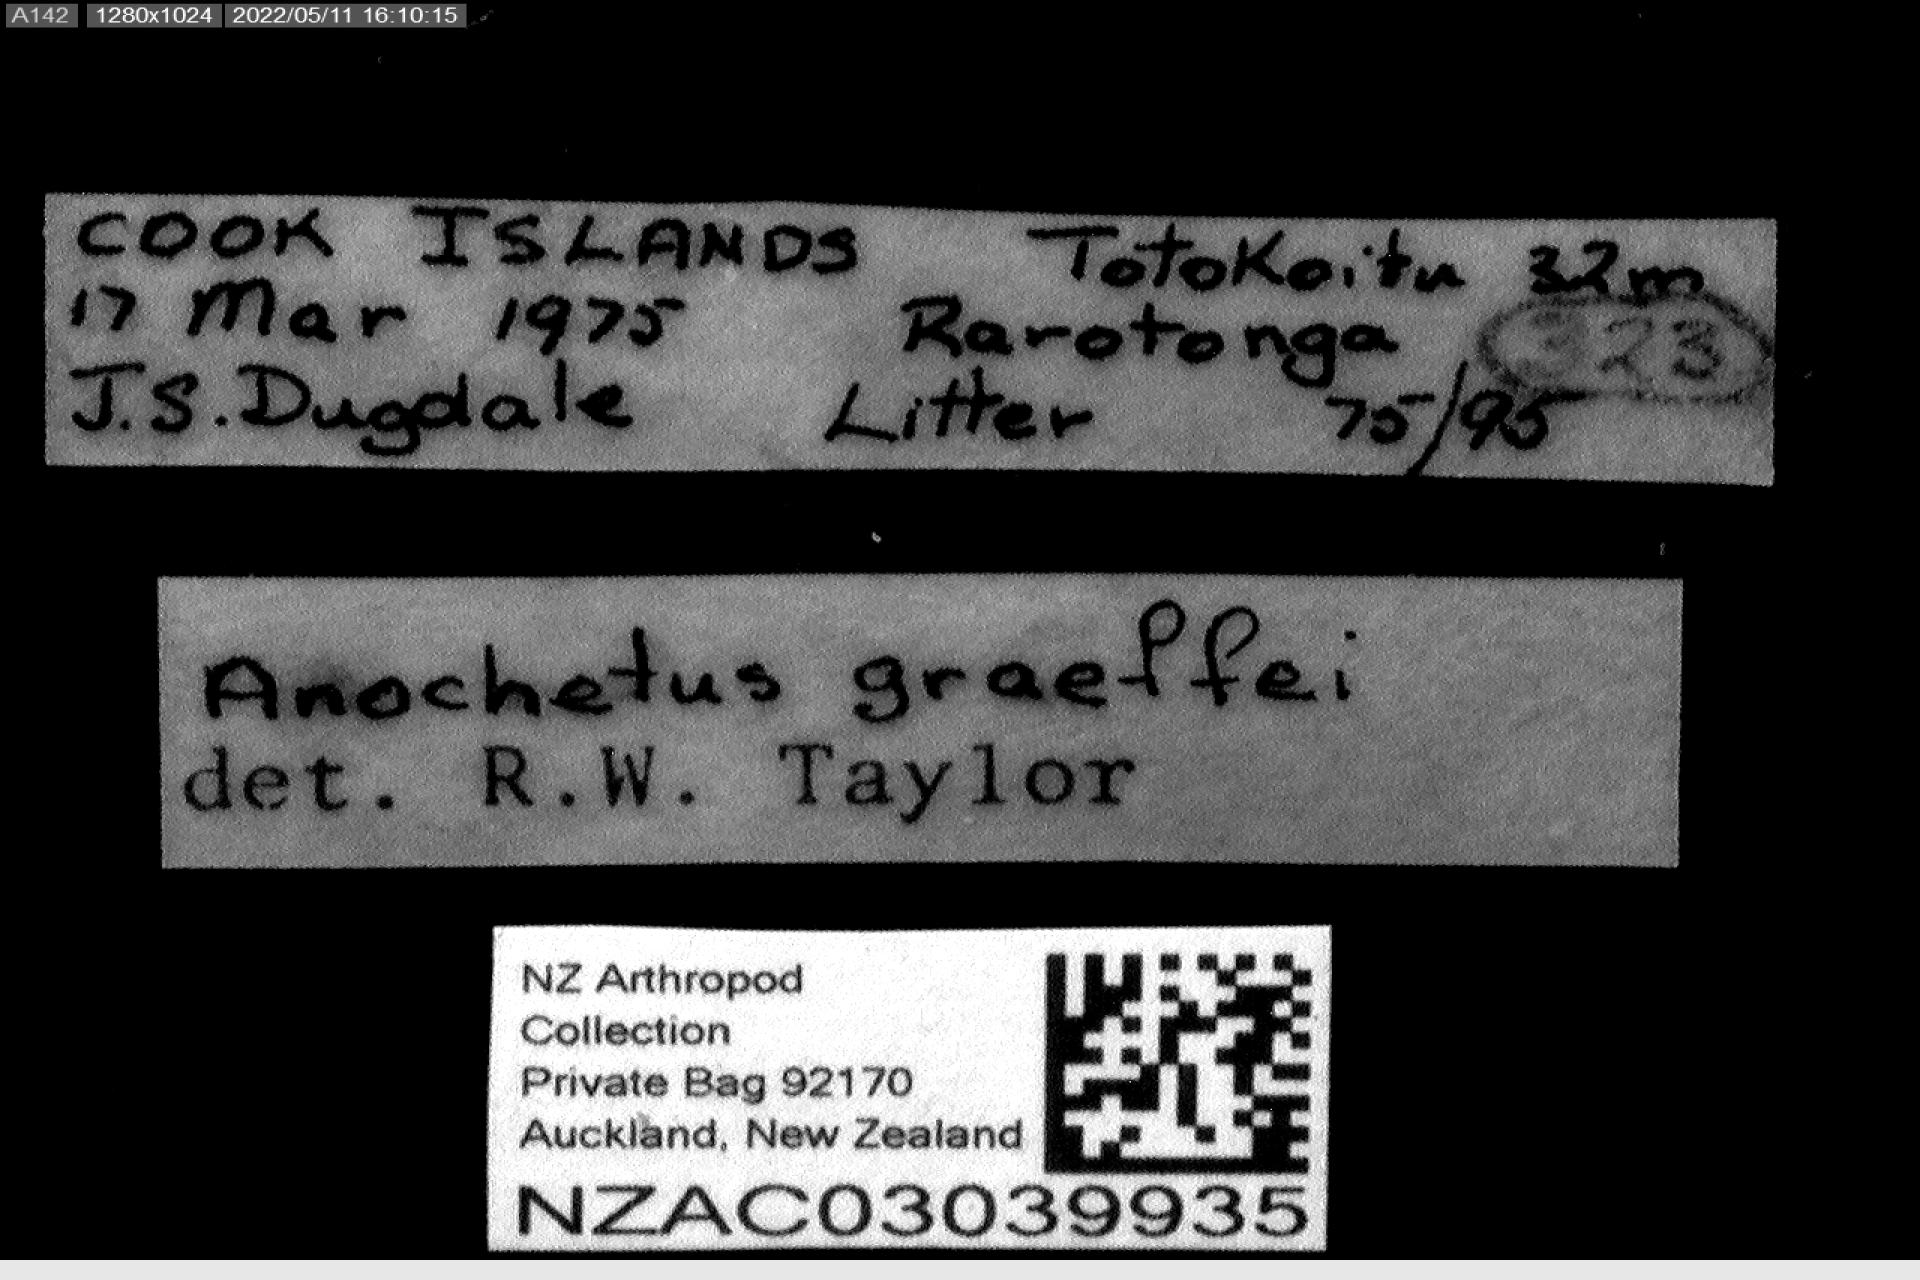 A142 1280x1024 2022/05/11 16:10:15
COOK ISLANDS Totokoitu 32m
17 Mar 1975 Rarotonga 323
J.S. Dugdale Litter 75/95
Anochetus graeffei
det. R.W. Taylor
NZ Arthropod
Collection
Private Bag 92170
Auckland, New Zealand
NZAC03039935